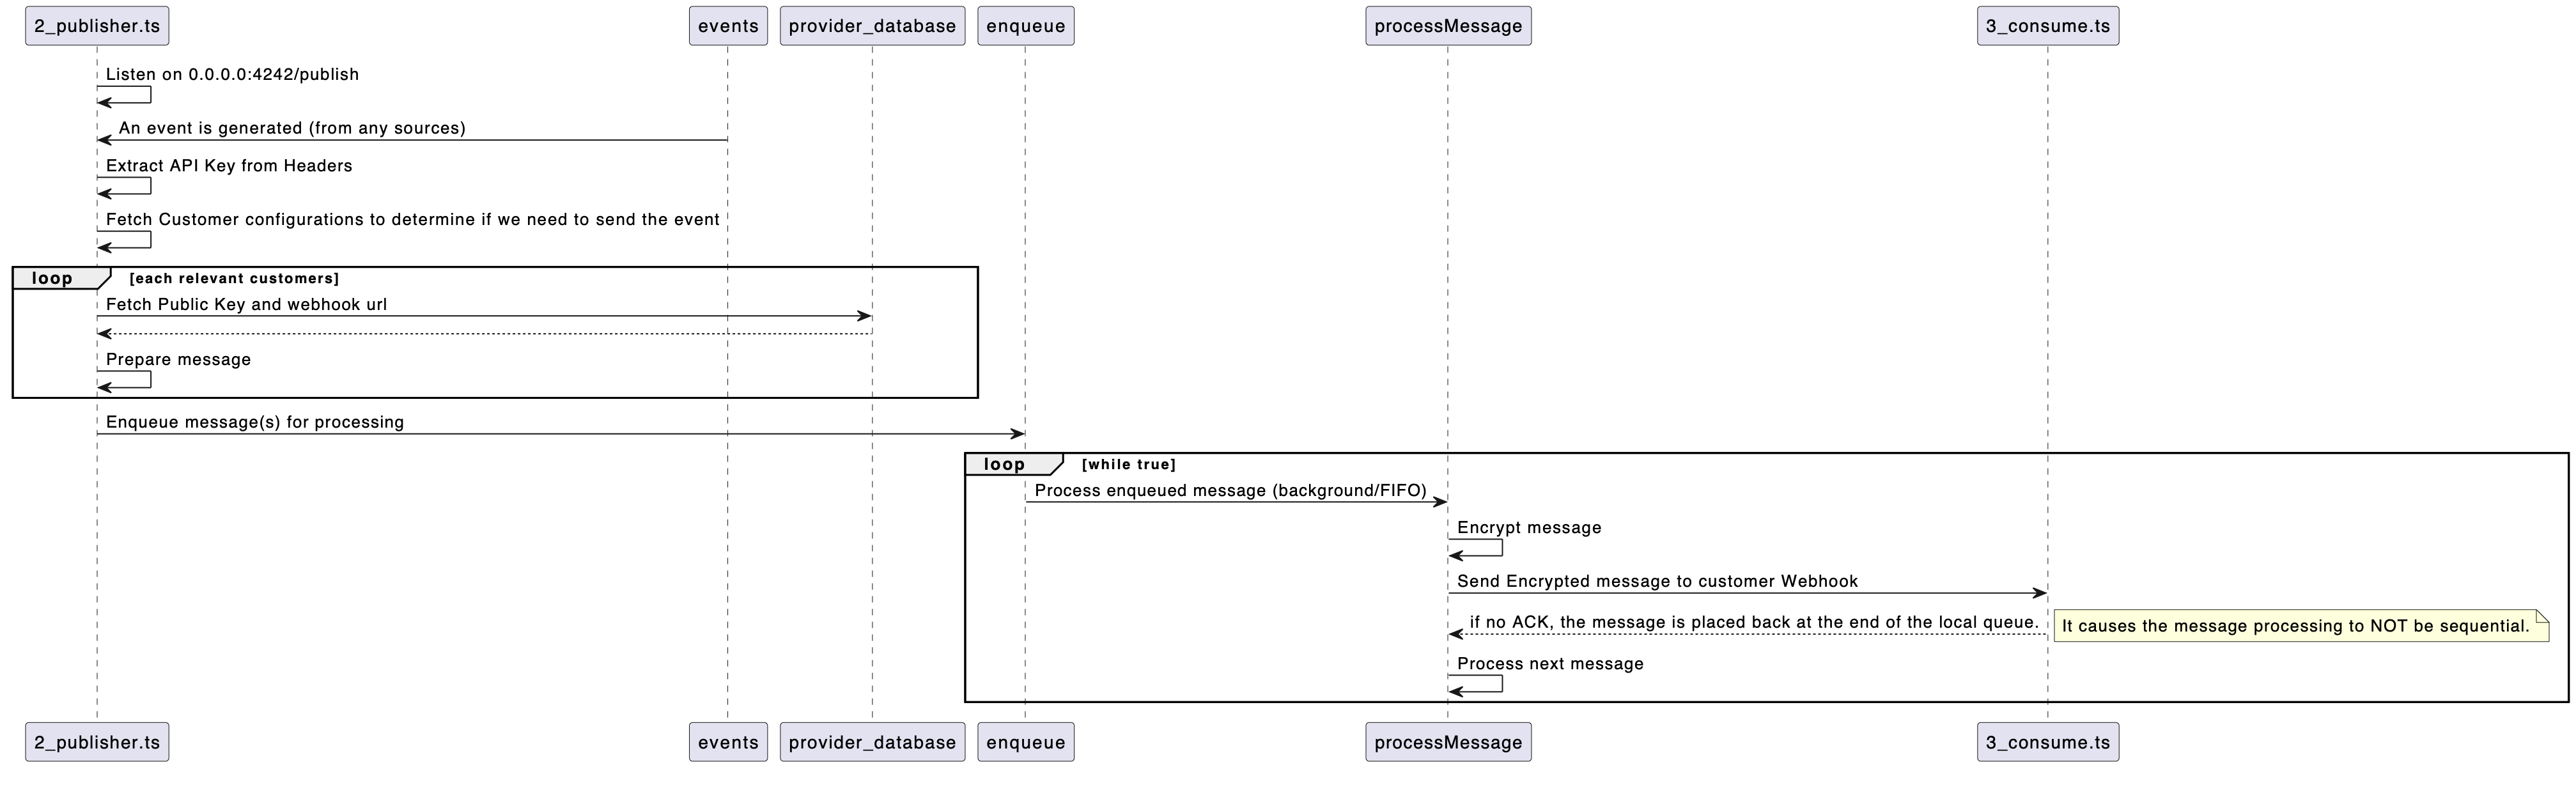 2_publisher.ts
events
provider_database
enqueue
processMessage
3_consume.ts
Listen on 0.0.0.0:4242/publish
An event is generated (from any sources)
Extract API Key from Headers
Fetch Customer configurations to determine if we need to send the event
loop
[each relevant customers]
Fetch Public Key and webhook url
Prepare message
Enqueue message(s) for processing
loop
[while true]
Process enqueued message (background/FIFO)
Encrypt message
Send Encrypted message to customer Webhook
if no ACK, the message is placed back at the end of the local queue.
It causes the message processing to NOT be sequential.
Process next message
2_publisher.ts
events
provider_database
enqueue
processMessage
3_consume.ts